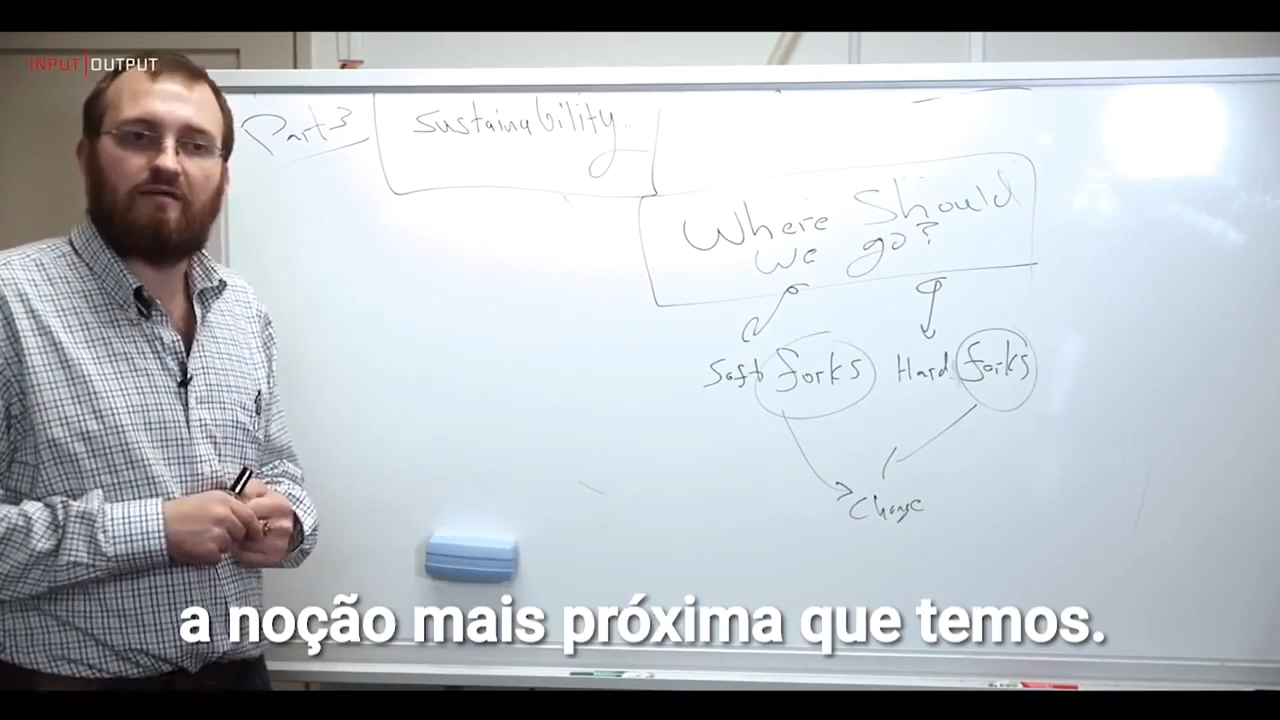 INPUT|OUTPUT
Part 3
Sustainability.
Where Should
we go?
Soft forks
Hard forks
Change
a noção mais próxima que temos.